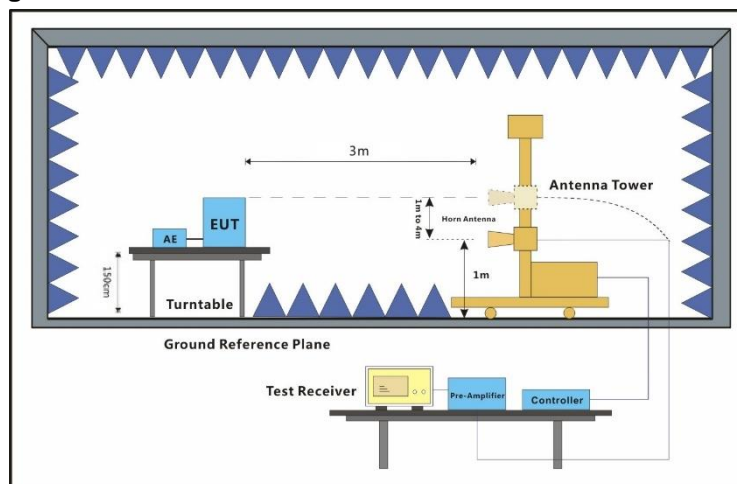 3m
Antenna Tower
1m to 4m
Horn Antenna
EUT
AE
1m
150cm
Turntable
Ground Reference Plane
Test Receiver
Pre-Amplifier
Controller